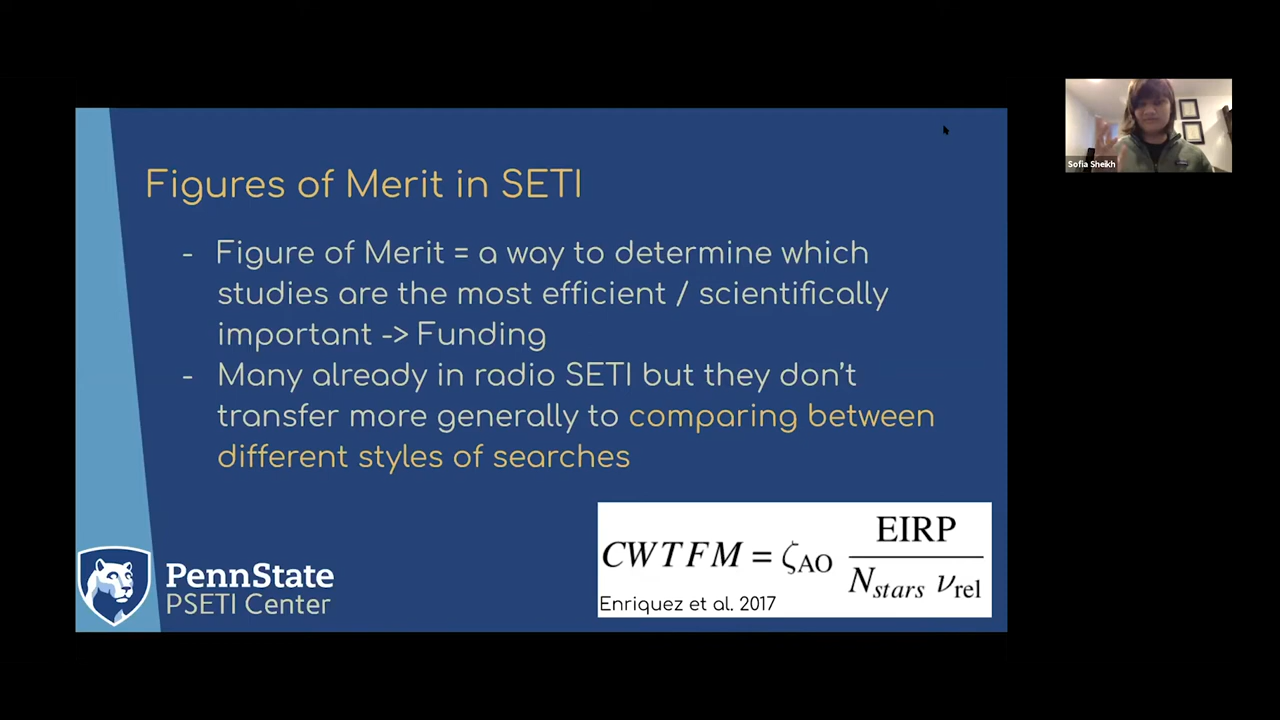 Figures of Merit in SETI
- Figure of Merit = a way to determine which
studies are the most efficient / scientifically
important -> Funding
- Many already in radio SETI but they don't
transfer more generally to comparing between
different styles of searches
CWTFM = ζAO EIRP / Nstars νrel
Enriquez et al. 2017
PennState
PSETI Center
Sofia Sheikh